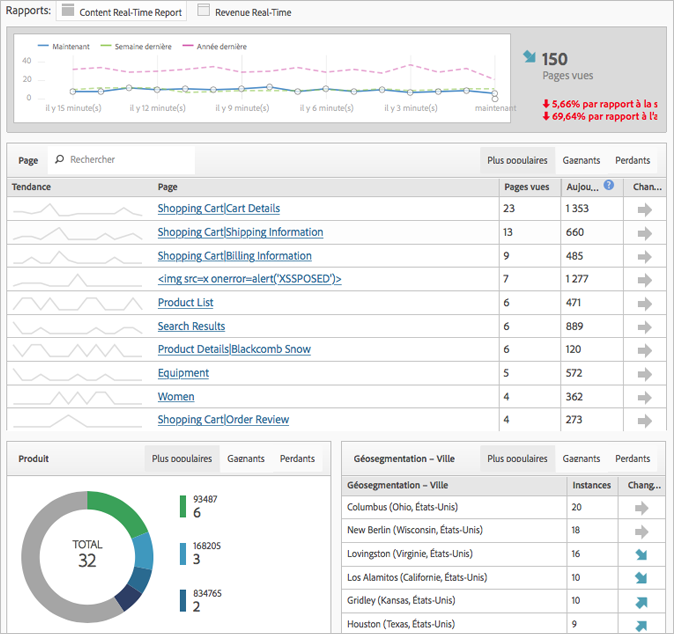 Rapports: Content Real-Time Report Revenue Real-Time
Maintenant Semaine dernière Année dernière
40
20
0
il y 15 minute(s) il y 12 minute(s) il y 9 minute(s) il y 6 minute(s) il y 3 minute(s) maintenant
150
Pages vues
5,66% par rapport à la s
69,64% par rapport à l'a
Page Rechercher Plus populaires Gagnants Perdants
Tendance Page Pages vues Aujou... ? Chan...
Shopping Cart|Cart Details 23 1 353
Shopping Cart|Shipping Information 13 660
Shopping Cart|Billing Information 9 485
<img src=x onerror=alert('XSSPOSED')> 7 1 277
Product List 6 471
Search Results 6 889
Product Details|Blackcomb Snow 6 120
Equipment 5 572
Women 4 362
Shopping Cart|Order Review 4 273
Produit Plus populaires Gagnants Perdants
TOTAL
32
93487
6
168205
3
834765
2
Géosegmentation – Ville Plus populaires Gagnants Perdants
Géosegmentation – Ville Instances Chang...
Columbus (Ohio, États-Unis) 20
New Berlin (Wisconsin, États-Unis) 18
Lovingston (Virginie, États-Unis) 16
Los Alamitos (Californie, États-Unis) 10
Gridley (Kansas, États-Unis) 10
Houston (Texas, États-Unis) 9